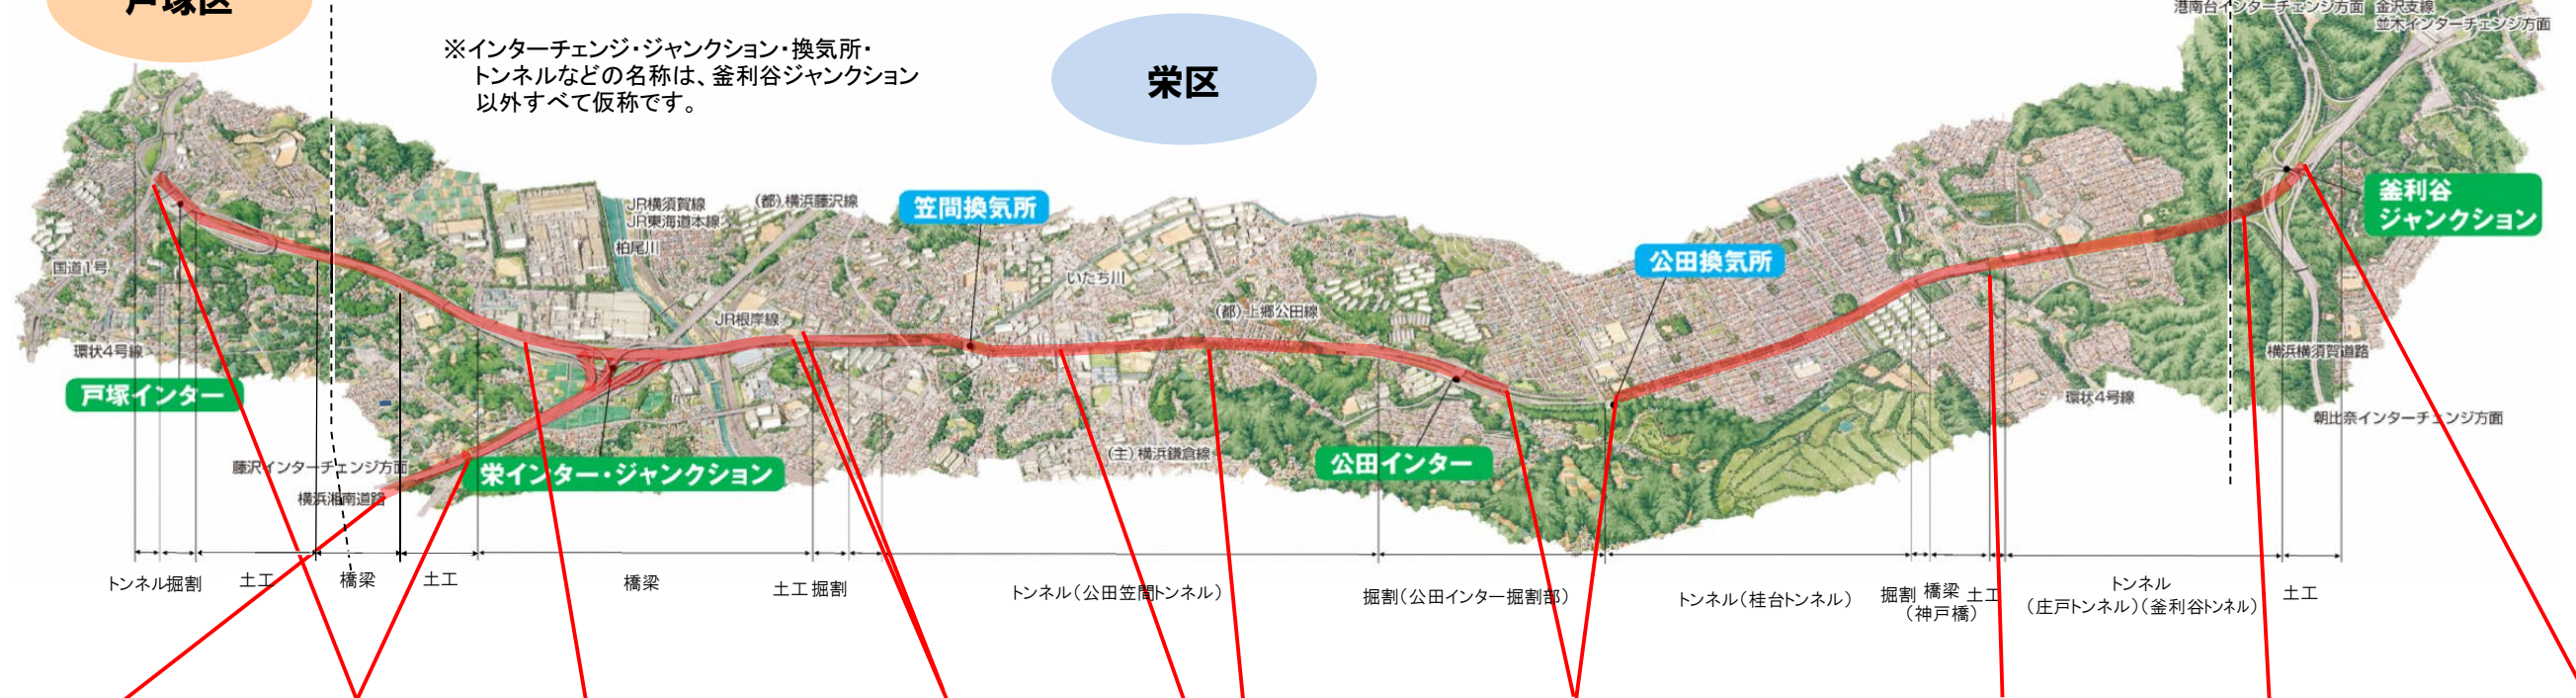 戸塚区
※インターチェンジ・ジャンクション・換気所・
トンネルなどの名称は、釜利谷ジャンクション
以外すべて仮称です。
栄区
港南台インターチェンジ方面
金沢支線
並木インターチェンジ方面
釜利谷
ジャンクション
JR横須賀線
JR東海道本線
(都)横浜藤沢線
柏尾川
笠間換気所
公田換気所
いたち川
国道1号
環状4号線
JR根岸線
(都)上郷公田線
横浜横須賀道路
環状4号線
朝比奈インターチェンジ方面
戸塚インター
藤沢インターチェンジ方面
横浜湘南道路
栄インター・ジャンクション
(主)横浜鎌倉線
公田インター
トンネル
掘割
土工
橋梁
土工
橋梁
土工
掘割
トンネル(公田笠間トンネル)
掘割(公田インター掘割部)
トンネル(桂台トンネル)
掘割
橋梁
(神戸橋)
土工
トンネル
(庄戸トンネル)(釜利谷トンネル)
土工